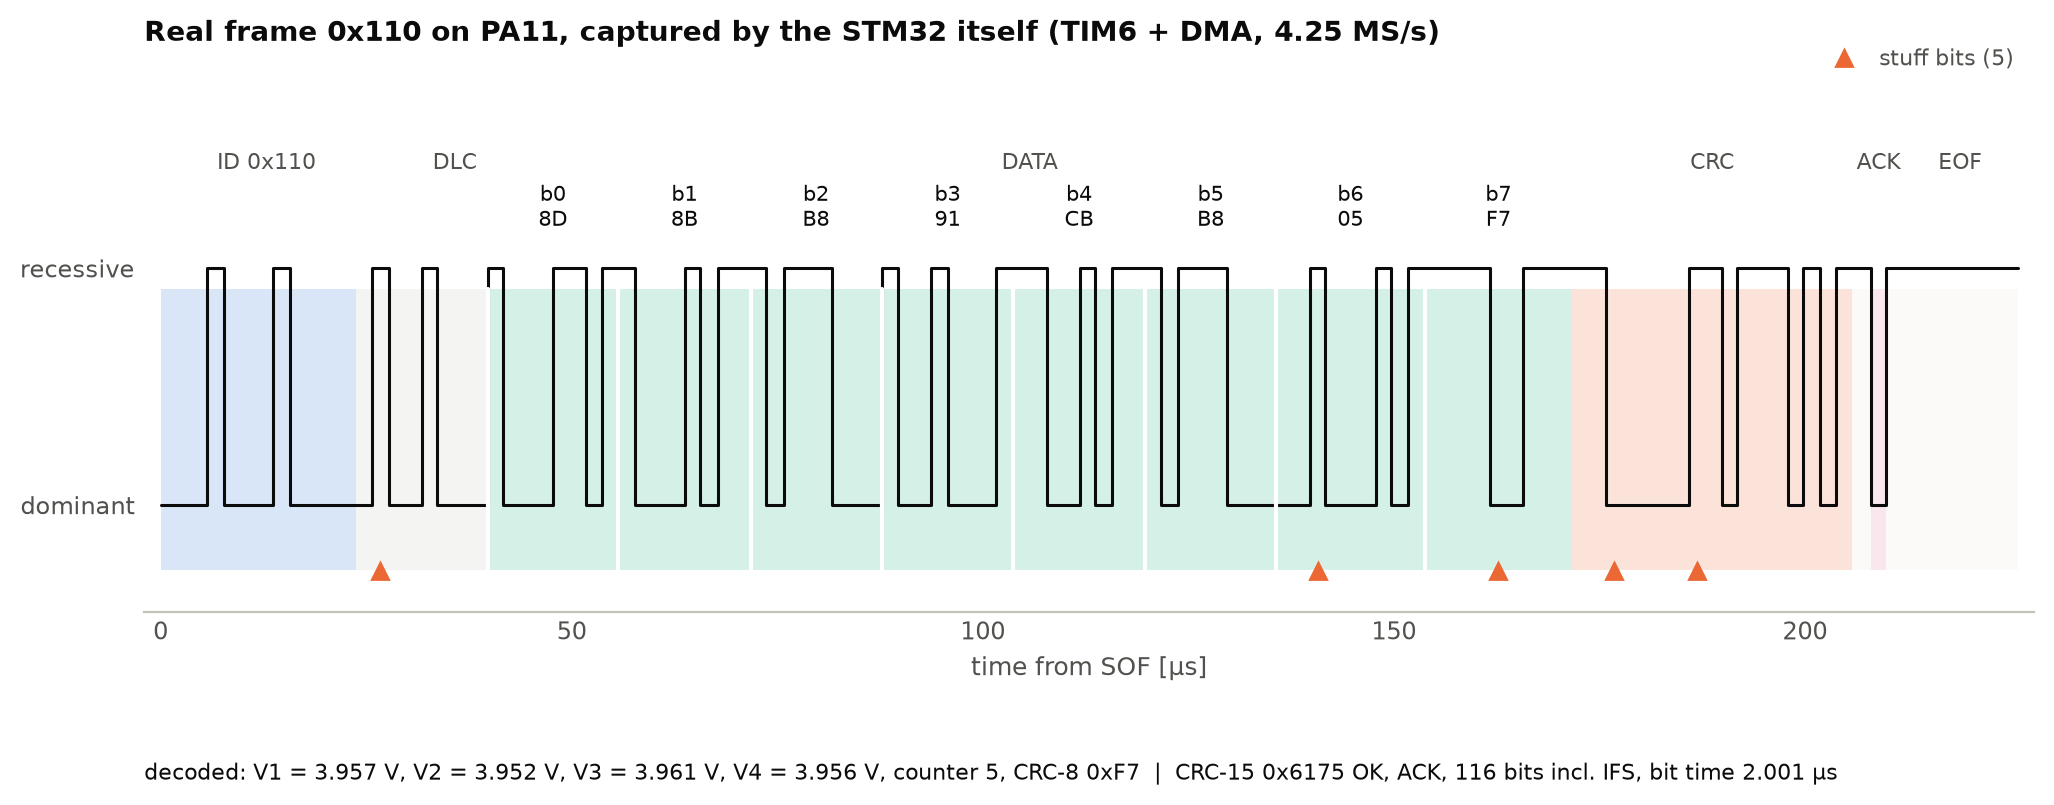 Real frame 0x110 on PA11, captured by the STM32 itself (TIM6 + DMA, 4.25 MS/s)
stuff bits (5)
ID 0x110 DLC DATA CRC ACK EOF
b0 b1 b2 b3 b4 b5 b6 b7
8D 8B B8 91 CB B8 05 F7
recessive
dominant
0 50 100 150 200
time from SOF [µs]
decoded: V1 = 3.957 V, V2 = 3.952 V, V3 = 3.961 V, V4 = 3.956 V, counter 5, CRC-8 0xF7 | CRC-15 0x6175 OK, ACK, 116 bits incl. IFS, bit time 2.001 µs